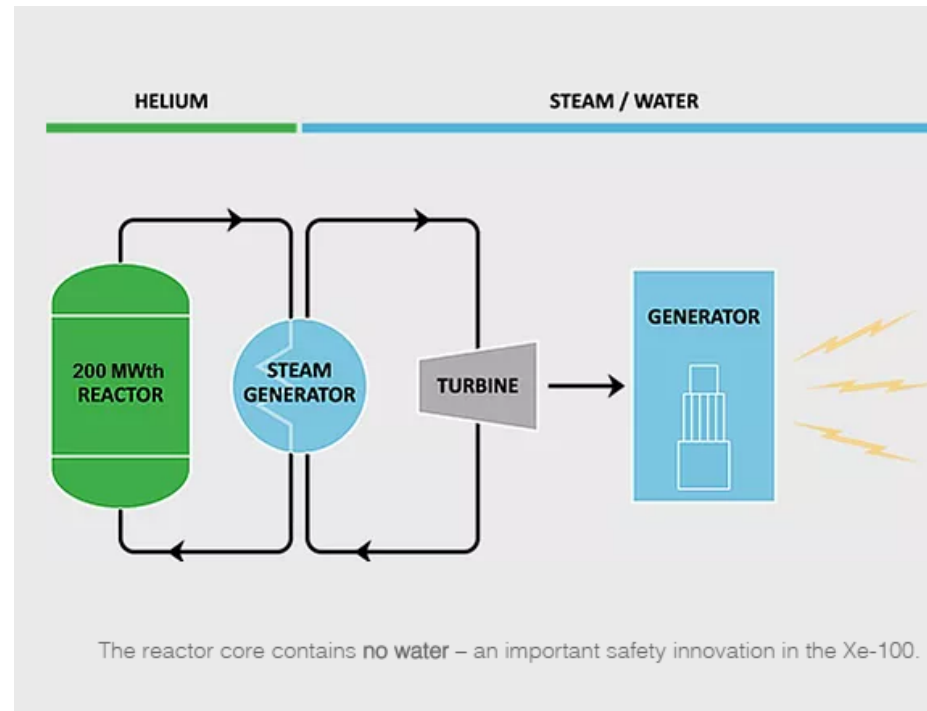 HELIUM
STEAM / WATER
200 MWth
REACTOR
STEAM
GENERATOR
TURBINE
GENERATOR
The reactor core contains no water – an important safety innovation in the Xe-100.